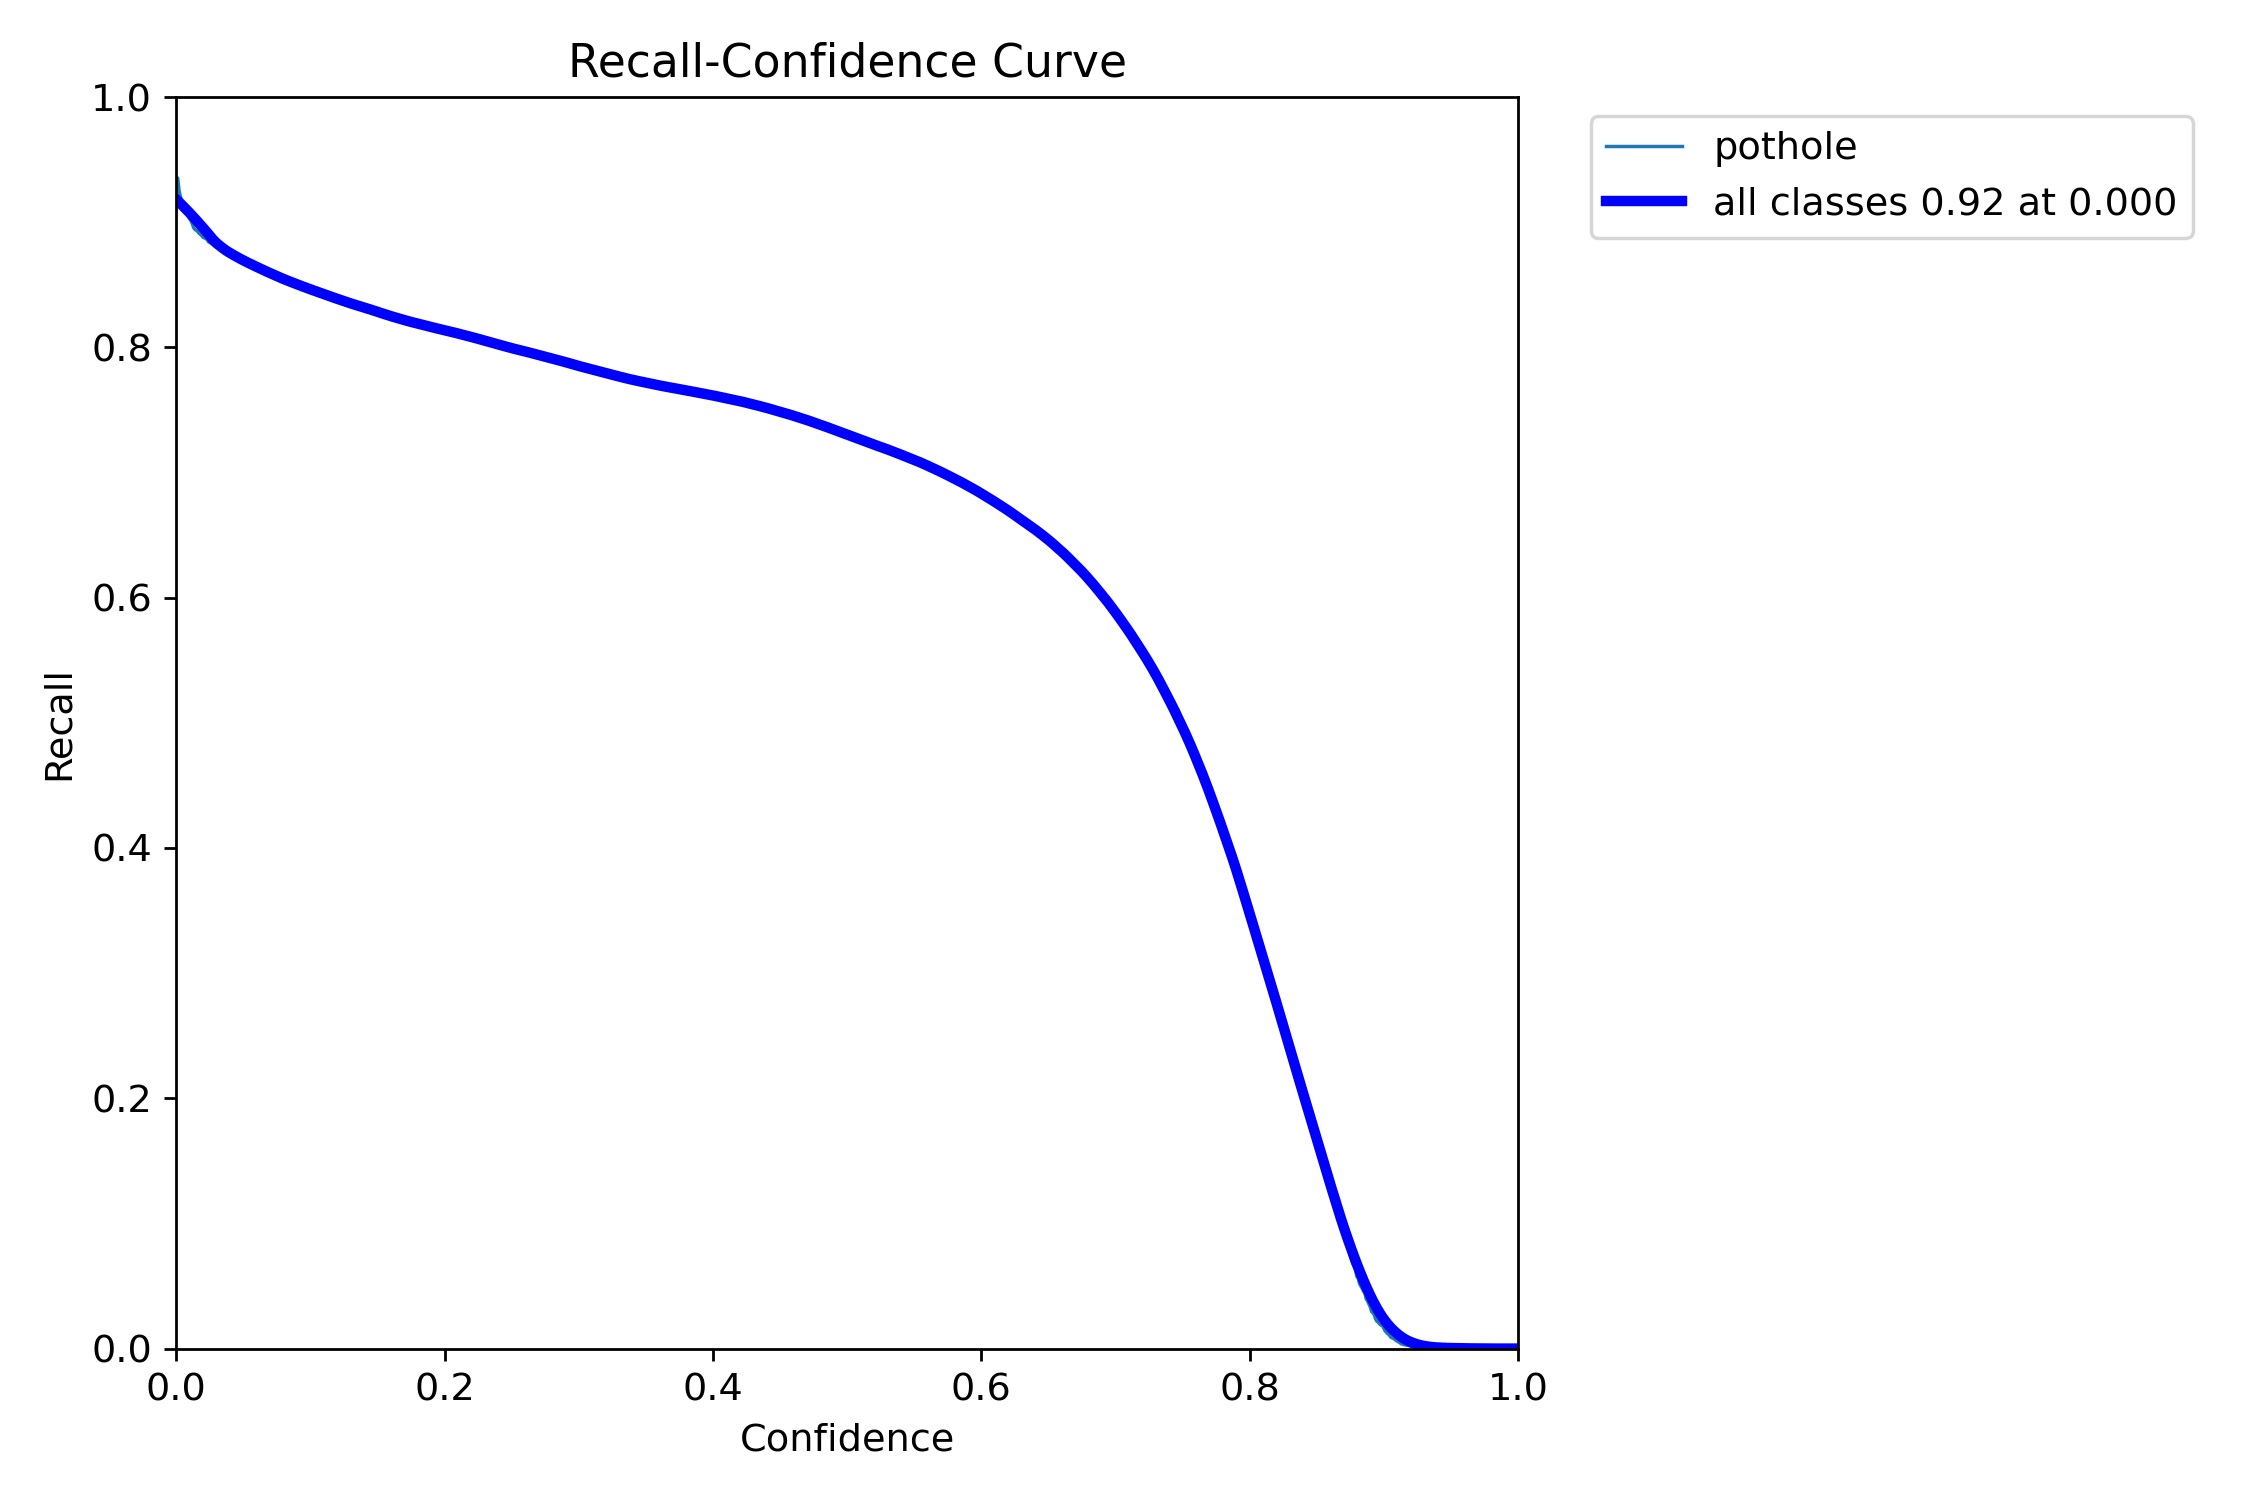 Recall-Confidence Curve
1.0
0.8
0.6
0.4
0.2
0.0
Recall
0.0 0.2 0.4 0.6 0.8 1.0
Confidence
pothole
all classes 0.92 at 0.000